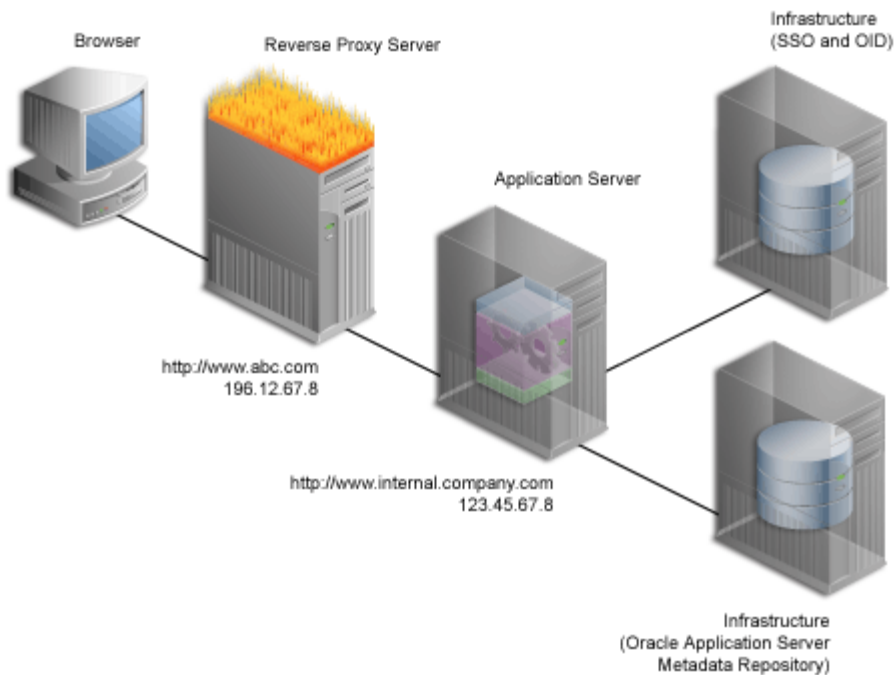 Browser
Reverse Proxy Server
Infrastructure
(SSO and OID)
Application Server
http://www.abc.com
196.12.67.8
http://www.internal.company.com
123.45.67.8
Infrastructure
(Oracle Application Server
Metadata Repository)